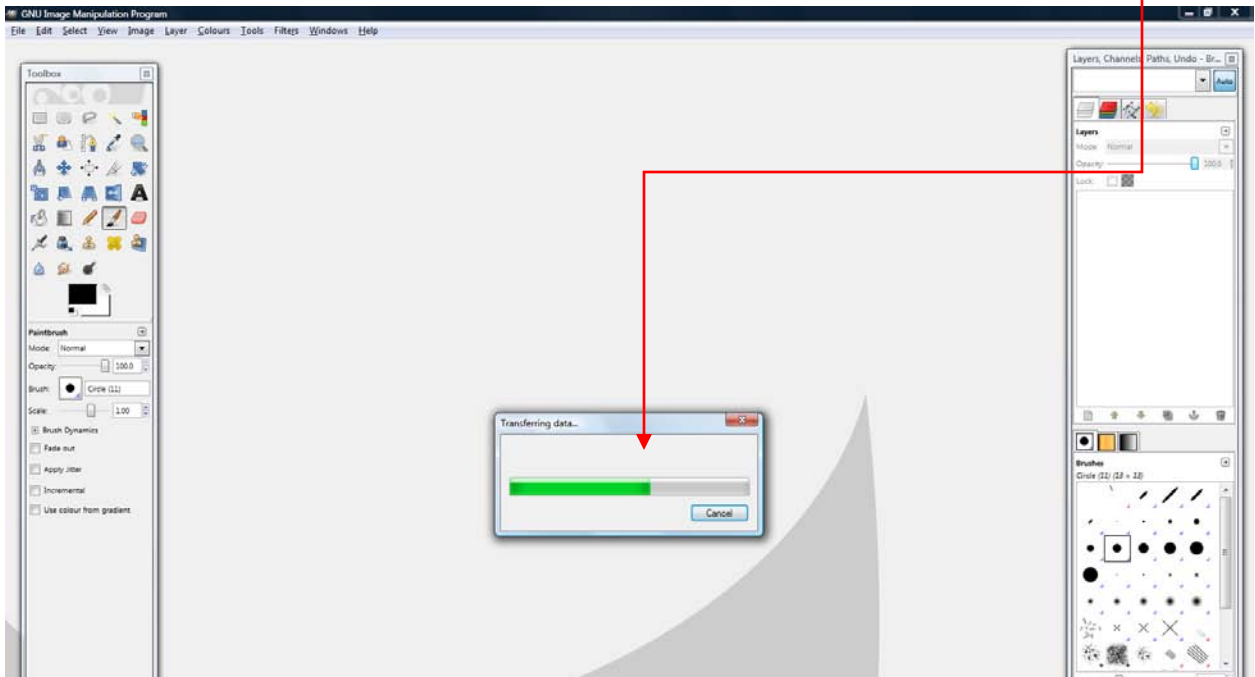 GNU Image Manipulation Program
File Edit Select View Image Layer Colours Tools Filters Windows Help
Toolbox
Paintbrush
Mode: Normal
Opacity: 100.0
Brush: Circle (11)
Scale: 1.00
Brush Dynamics
Fade out
Apply Jitter
Incremental
Use colour from gradient
Transferring data...
Cancel
Layers, Channels, Paths, Undo - Br...
Auto
Layers
Mode: Normal
Opacity: 100.0
Lock:
Brushes
Circle (11) (13 × 13)